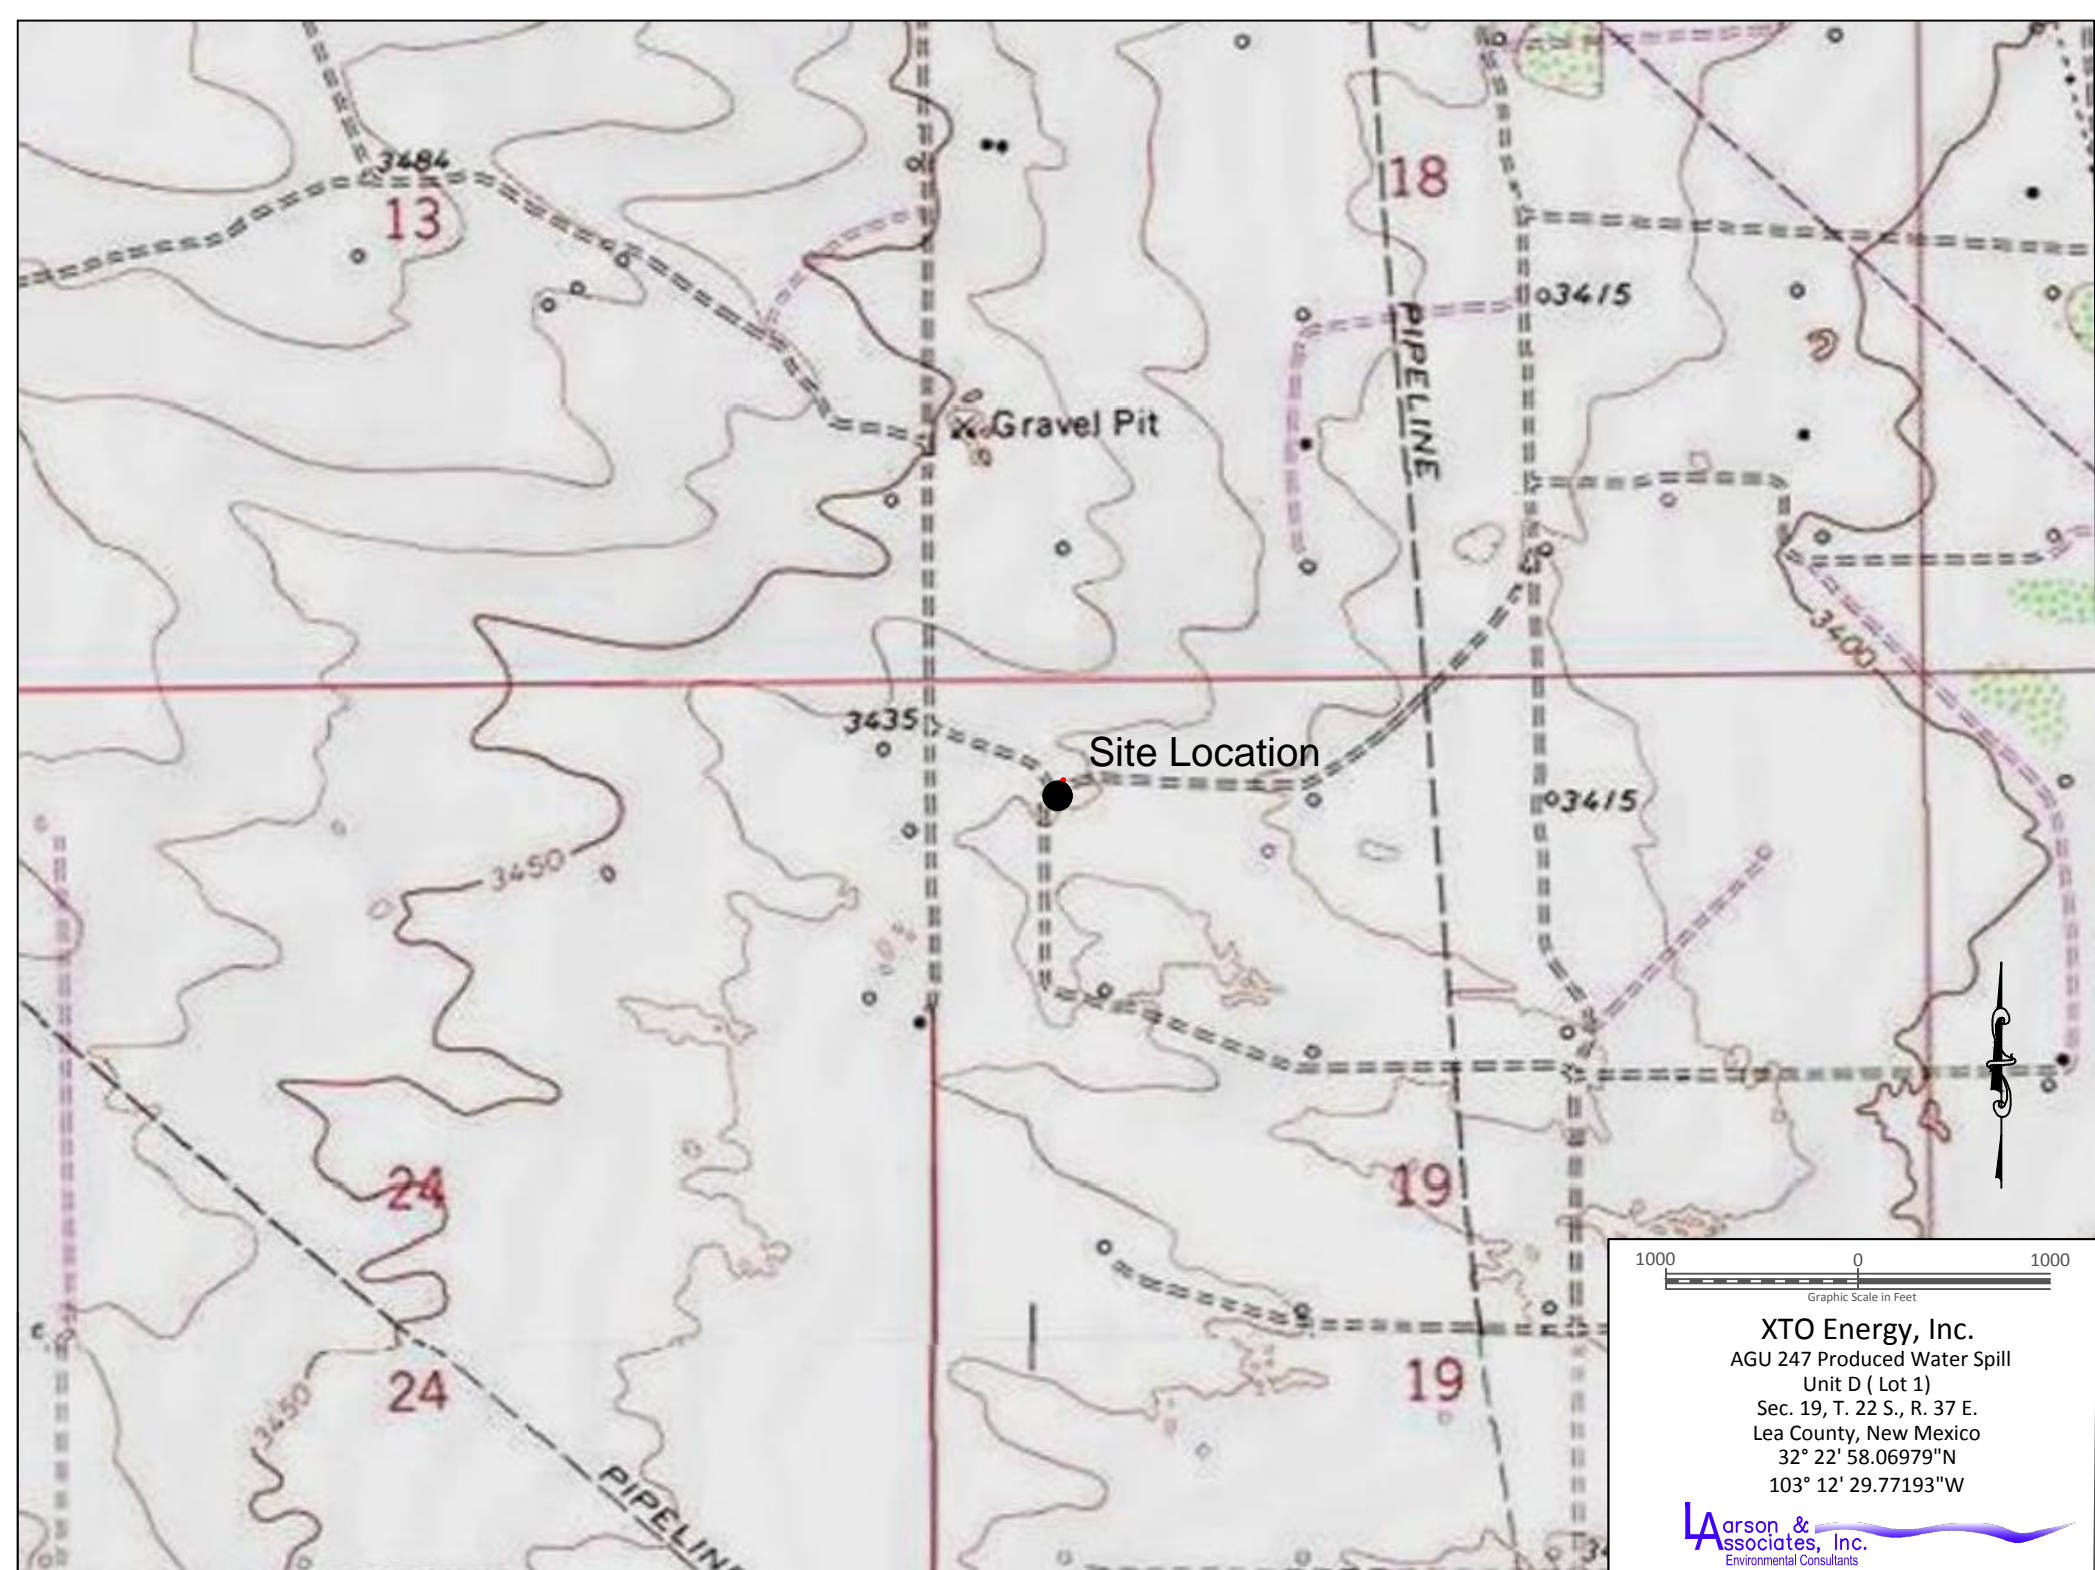 3484
13
18
3415
PIPELINE
Gravel Pit
3400
3435
Site Location
3415
3450
24
19
24
19
3450
PIPELINE
1000 0 1000
Graphic Scale in Feet
XTO Energy, Inc.
AGU 247 Produced Water Spill
Unit D ( Lot 1)
Sec. 19, T. 22 S., R. 37 E.
Lea County, New Mexico
32° 22' 58.06979"N
103° 12' 29.77193"W
Larson &
Associates, Inc.
Environmental Consultants